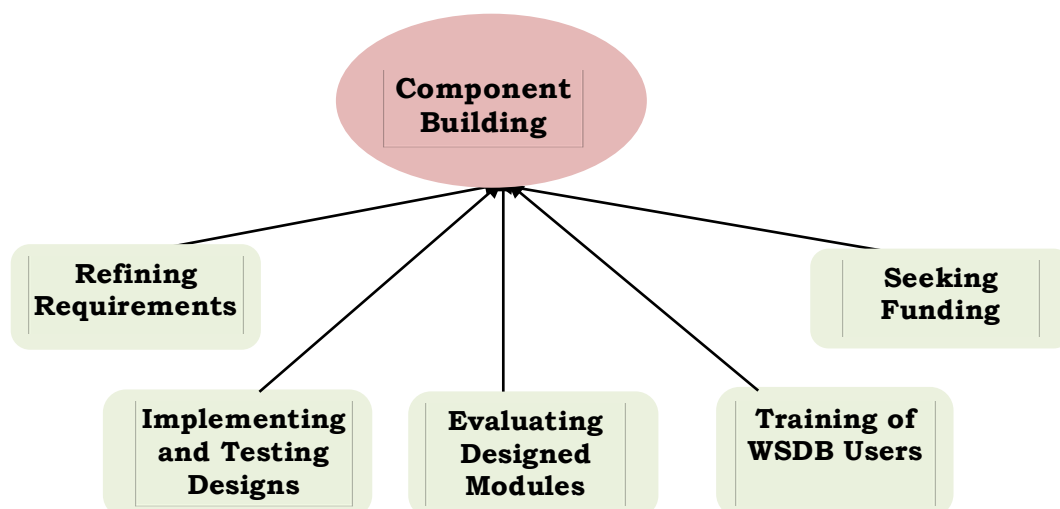 Component
Building
Refining
Requirements
Seeking
Funding
Implementing
and Testing
Designs
Evaluating
Designed
Modules
Training of
WSDB Users